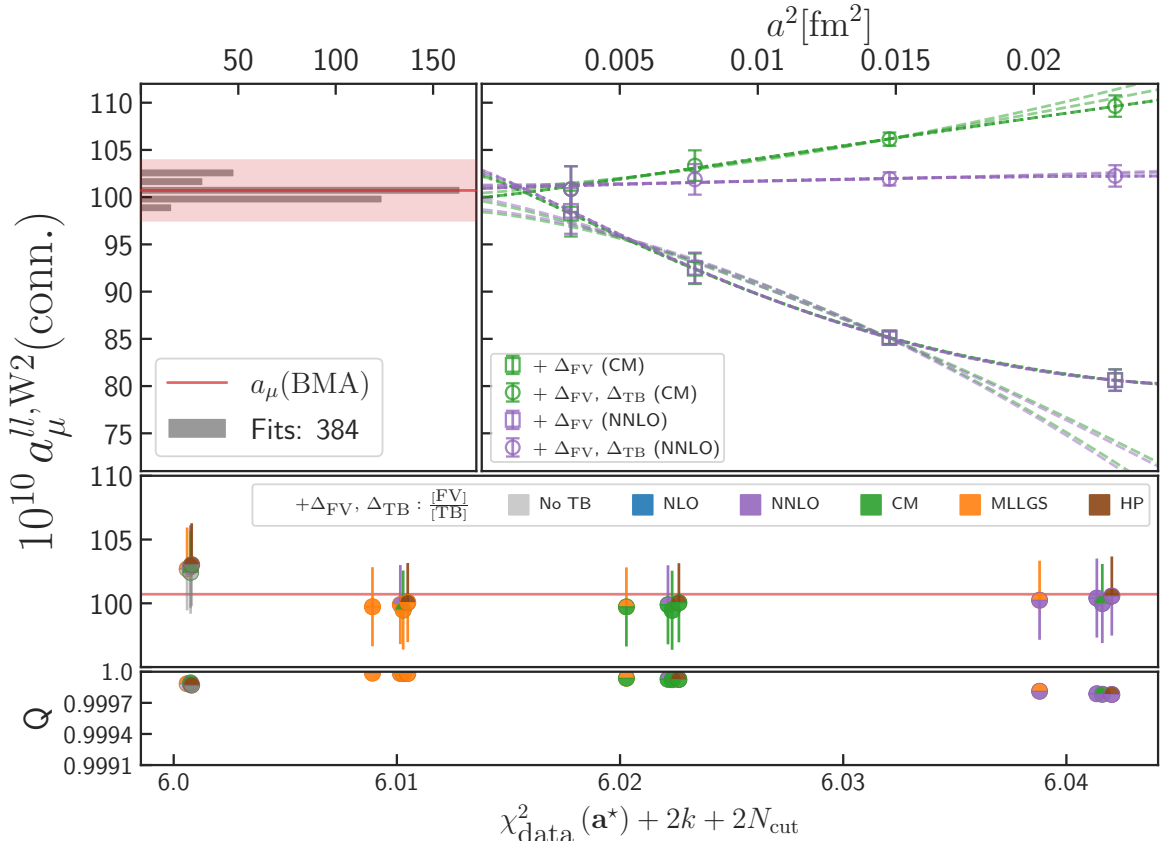 a²[fm²]
50 100 150
0.005 0.010 0.015 0.020
10¹⁰ a_μ^{ll,W2}(conn.)
110
105
100
95
90
85
80
75
a_μ(BMA)
Fits: 384
+ Δ_FV (CM)
+ Δ_FV, Δ_TB (CM)
+ Δ_FV (NNLO)
+ Δ_FV, Δ_TB (NNLO)
110
105
100
95
+Δ_FV, Δ_TB : [FV]/[TB] No TB NLO NNLO CM MLLGS HP
Q
1.0
0.9997
0.9994
0.9991
6.0 6.01 6.02 6.03 6.04
χ²_data (a⋆) + 2k + 2N_cut